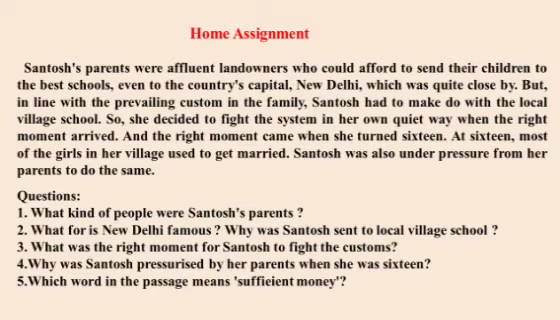 Home Assignment
Santosh's parents were affluent landowners who could afford to send their children to
the best schools, even to the country's capital, New Delhi, which was quite close by. But,
in line with the prevailing custom in the family, Santosh had to make do with the local
village school. So, she decided to fight the system in her own quiet way when the right
moment arrived. And the right moment came when she turned sixteen. At sixteen, most
of the girls in her village used to get married. Santosh was also under pressure from her
parents to do the same.
Questions:
1. What kind of people were Santosh's parents ?
2. What for is New Delhi famous ? Why was Santosh sent to local village school ?
3. What was the right moment for Santosh to fight the customs?
4.Why was Santosh pressurised by her parents when she was sixteen?
5.Which word in the passage means 'suffieient money'?